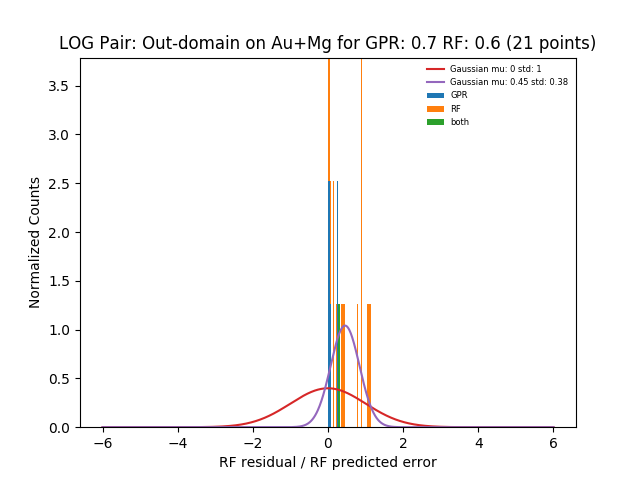 LOG Pair: Out-domain on Au+Mg for GPR: 0.7 RF: 0.6 (21 points)
Gaussian mu: 0 std: 1
Gaussian mu: 0.45 std: 0.38
GPR
RF
both
3.5
3.0
2.5
2.0
1.5
1.0
0.5
0.0
Normalized Counts
−6 −4 −2 0 2 4 6
RF residual / RF predicted error